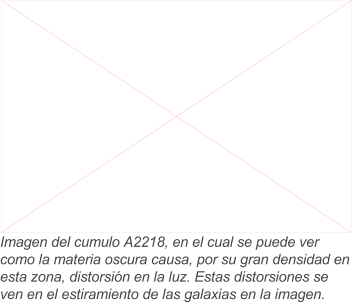 Imagen del cumulo A2218, en el cual se puede ver
como la materia oscura causa, por su gran densidad en
esta zona, distorsión en la luz. Estas distorsiones se
ven en el estiramiento de las galaxias en la imagen.